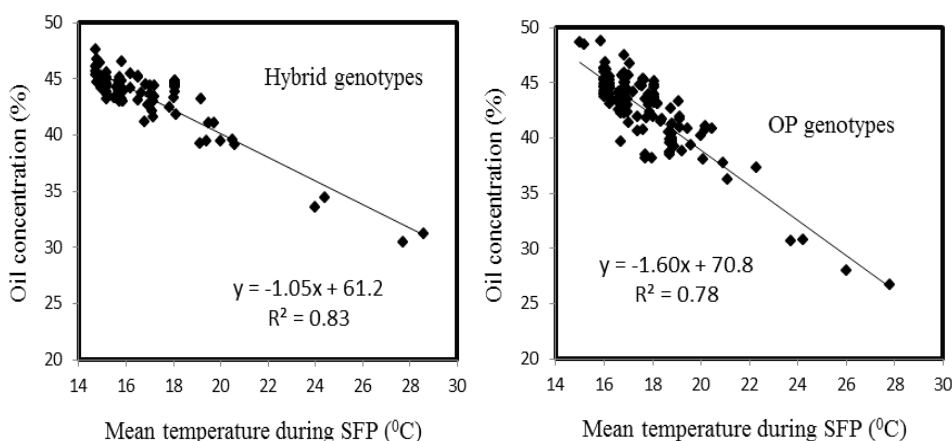 50
45
40
35
30
25
20
Oil concentration (%)
Hybrid genotypes
y = -1.05x + 61.2
R² = 0.83
14 16 18 20 22 24 26 28 30
Mean temperature during SFP (⁰C)
50
45
40
35
30
25
20
Oil concentration (%)
OP genotypes
y = -1.60x + 70.8
R² = 0.78
14 16 18 20 22 24 26 28 30
Mean temperature during SFP (⁰C)